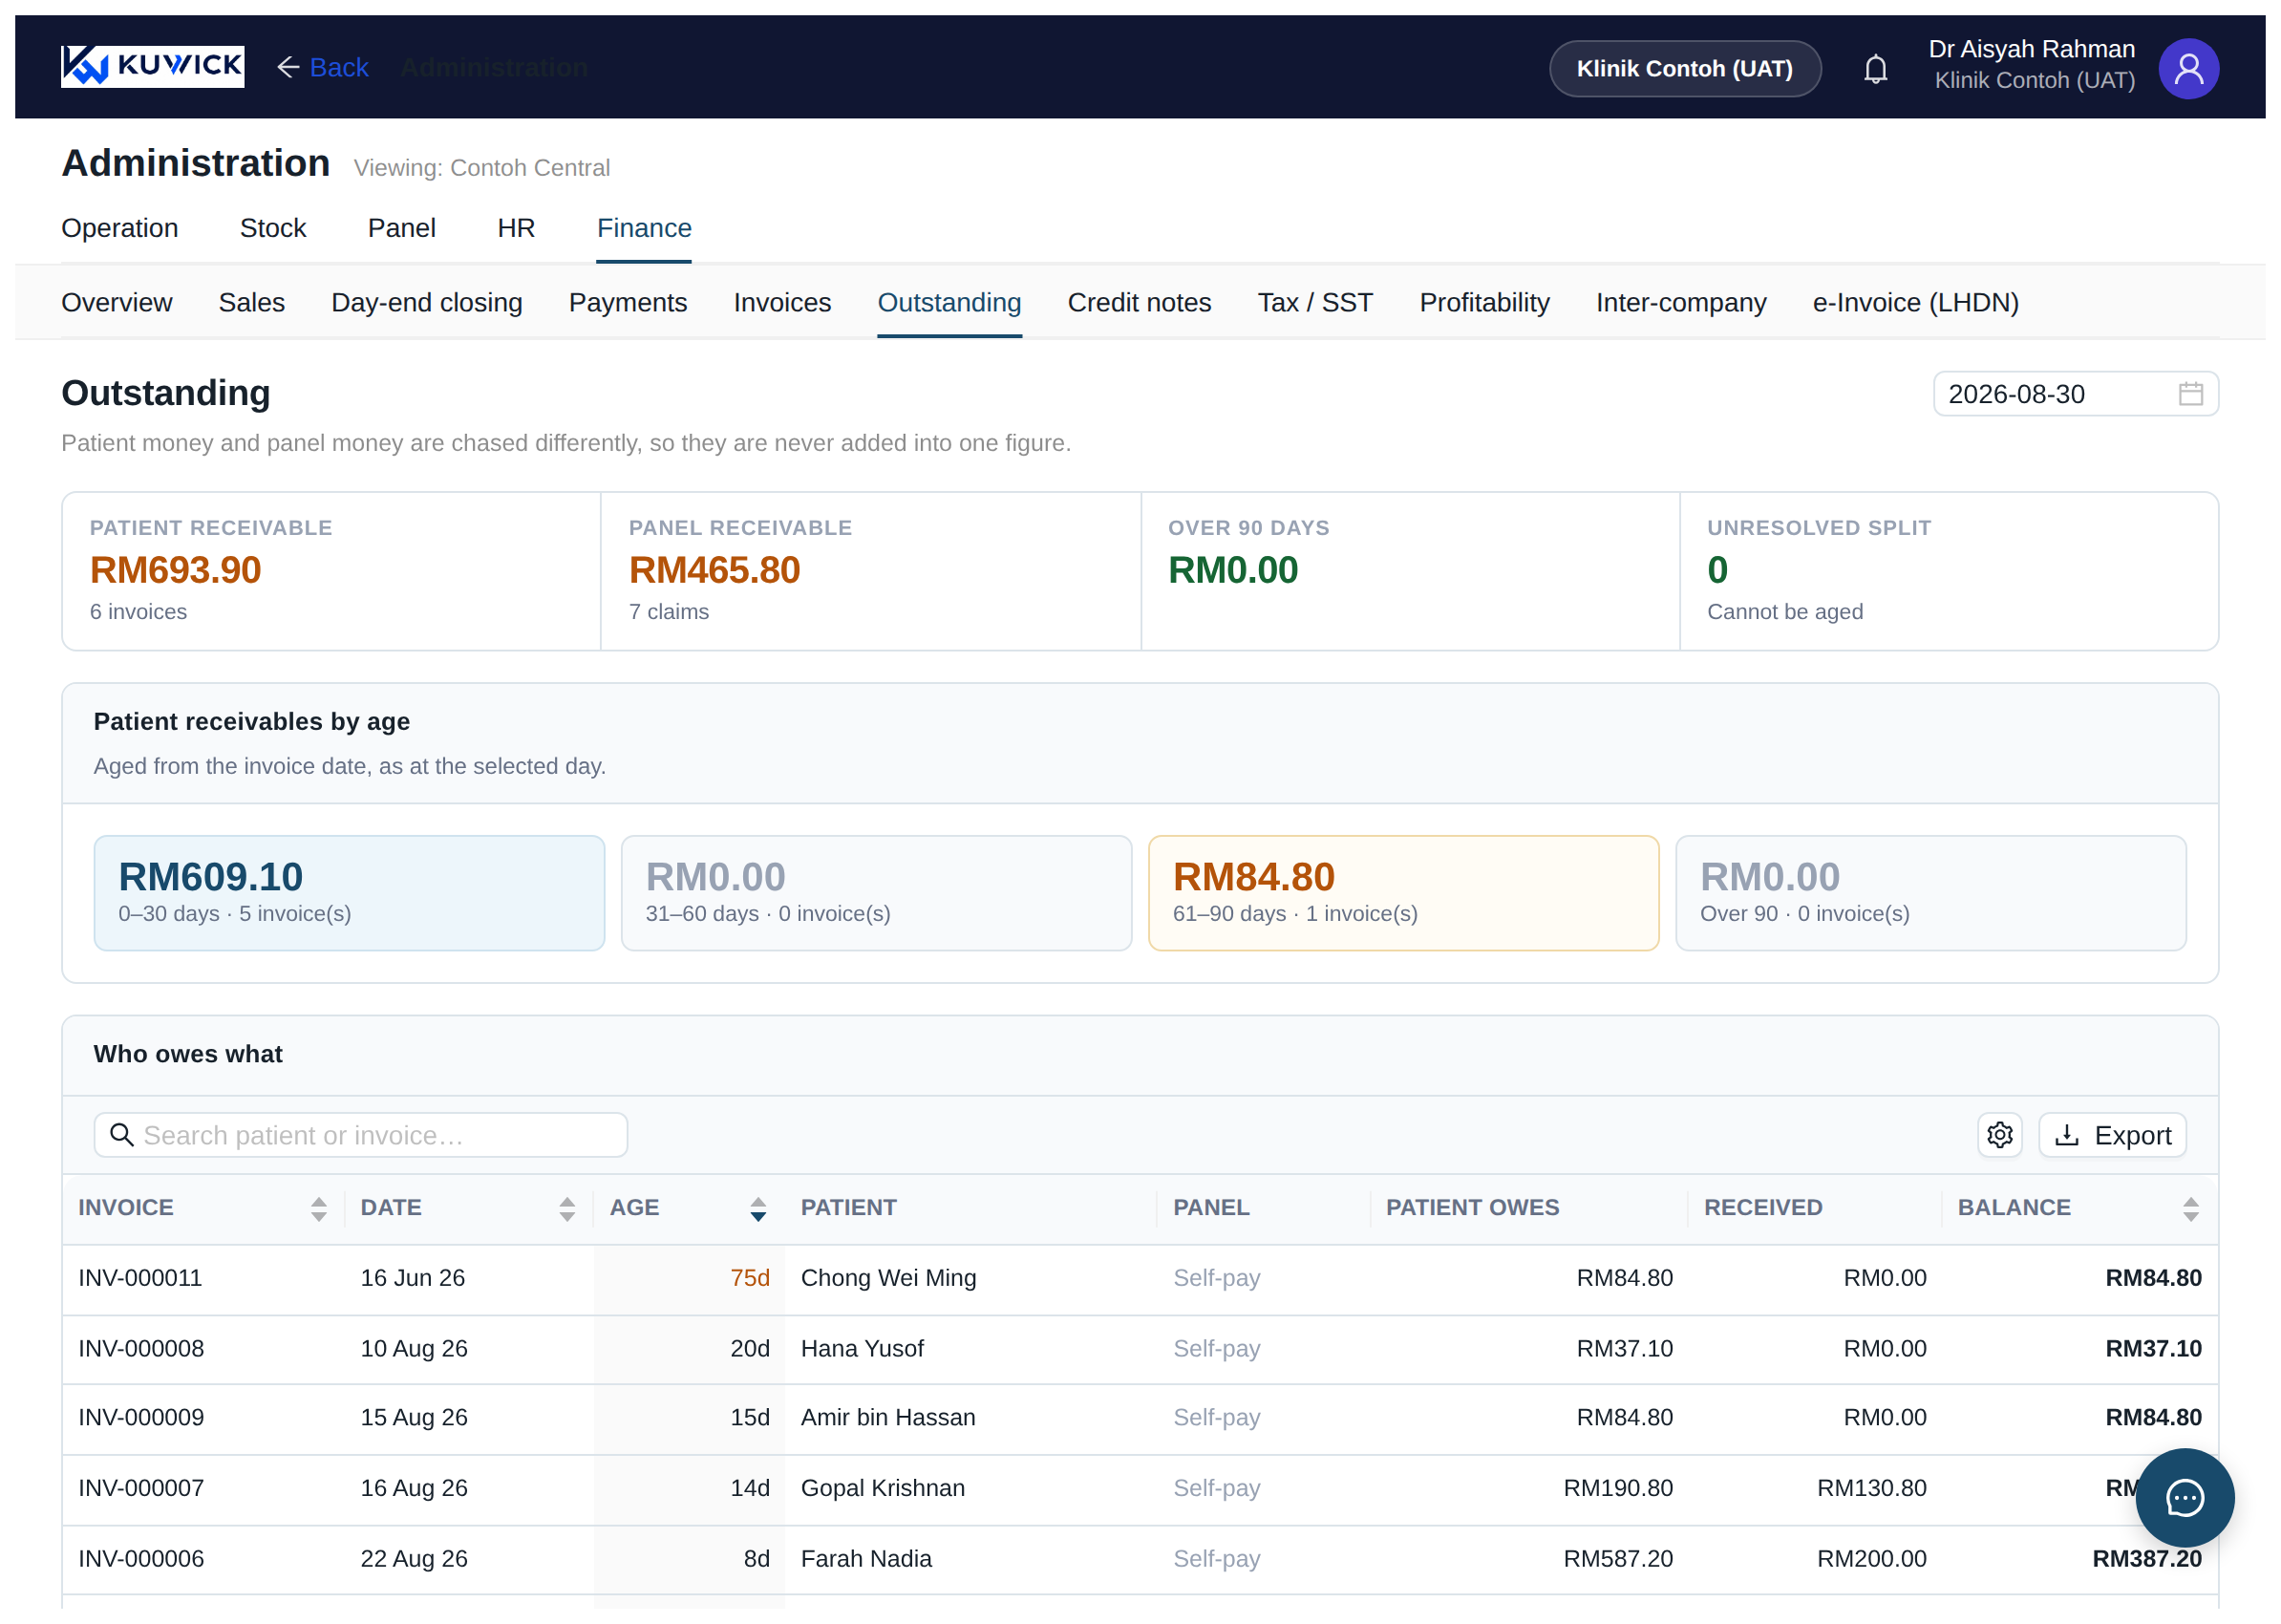 KUWICK
Back Administration
Klinik Contoh (UAT)
Dr Aisyah Rahman
Klinik Contoh (UAT)
Administration Viewing: Contoh Central
Operation Stock Panel HR Finance
Overview Sales Day-end closing Payments Invoices Outstanding Credit notes Tax / SST Profitability Inter-company e-Invoice (LHDN)
Outstanding
2026-08-30
Patient money and panel money are chased differently, so they are never added into one figure.
PATIENT RECEIVABLE
RM693.90
6 invoices
PANEL RECEIVABLE
RM465.80
7 claims
OVER 90 DAYS
RM0.00
UNRESOLVED SPLIT
0
Cannot be aged
Patient receivables by age
Aged from the invoice date, as at the selected day.
RM609.10
0–30 days · 5 invoice(s)
RM0.00
31–60 days · 0 invoice(s)
RM84.80
61–90 days · 1 invoice(s)
RM0.00
Over 90 · 0 invoice(s)
Who owes what
Search patient or invoice…
Export
INVOICE DATE AGE PATIENT PANEL PATIENT OWES RECEIVED BALANCE
INV-000011 16 Jun 26 75d Chong Wei Ming Self-pay RM84.80 RM0.00 RM84.80
INV-000008 10 Aug 26 20d Hana Yusof Self-pay RM37.10 RM0.00 RM37.10
INV-000009 15 Aug 26 15d Amir bin Hassan Self-pay RM84.80 RM0.00 RM84.80
INV-000007 16 Aug 26 14d Gopal Krishnan Self-pay RM190.80 RM130.80
INV-000006 22 Aug 26 8d Farah Nadia Self-pay RM587.20 RM200.00 RM387.20